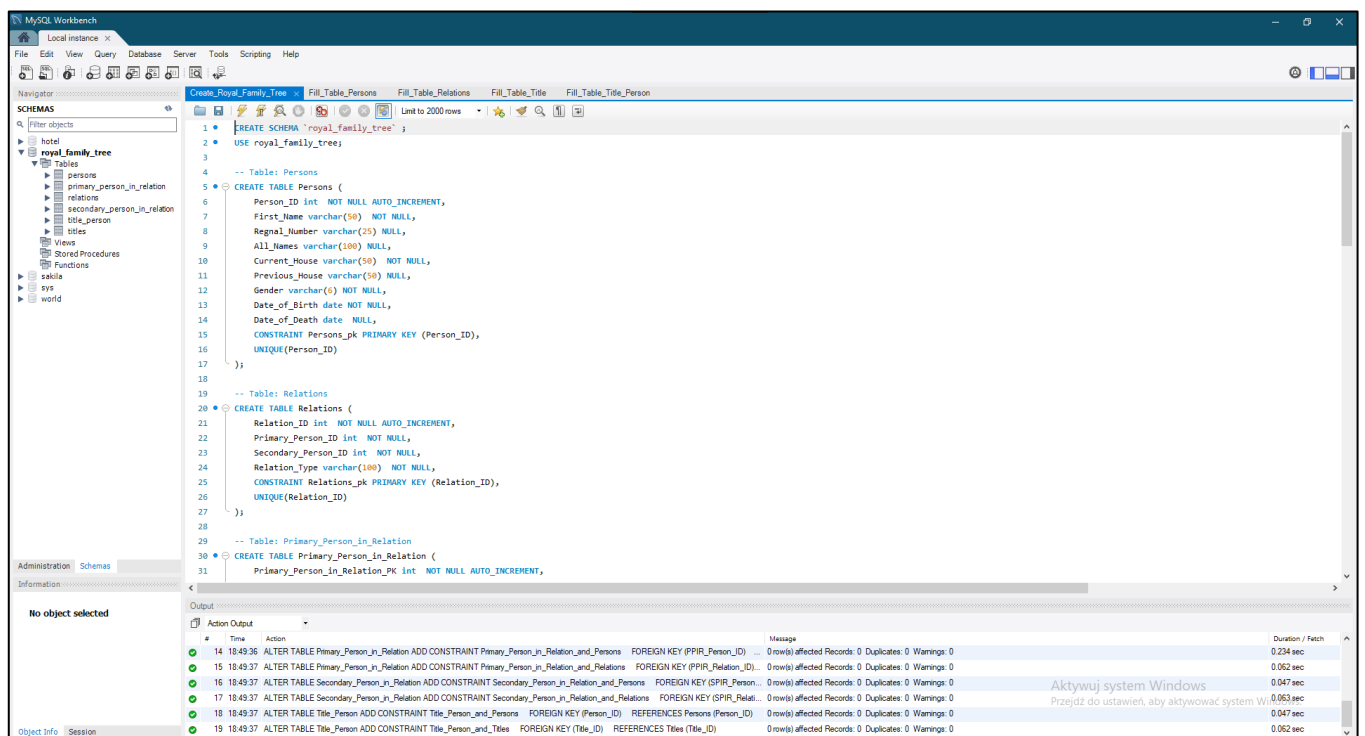 MySQL Workbench
Local instance
File Edit View Query Database Server Tools Scripting Help
Navigator
SCHEMAS
Filter objects
hotel
royal_family_tree
Tables
persons
primary_person_in_relation
relations
secondary_person_in_relation
title_person
titles
Views
Stored Procedures
Functions
sakila
sys
world
Administration Schemas
Information
No object selected
Object Info Session
Create_Royal_Family_Tree Fill_Table_Persons Fill_Table_Relations Fill_Table_Title Fill_Table_Title_Person
Limit to 2000 rows
1 CREATE SCHEMA `royal_family_tree` ;
2 USE royal_family_tree;
3
4 -- Table: Persons
5 CREATE TABLE Persons (
6 Person_ID int NOT NULL AUTO_INCREMENT,
7 First_Name varchar(50) NOT NULL,
8 Regnal_Number varchar(25) NULL,
9 All_Names varchar(100) NULL,
10 Current_House varchar(50) NOT NULL,
11 Previous_House varchar(50) NULL,
12 Gender varchar(6) NOT NULL,
13 Date_of_Birth date NOT NULL,
14 Date_of_Death date NULL,
15 CONSTRAINT Persons_pk PRIMARY KEY (Person_ID),
16 UNIQUE(Person_ID)
17 );
18
19 -- Table: Relations
20 CREATE TABLE Relations (
21 Relation_ID int NOT NULL AUTO_INCREMENT,
22 Primary_Person_ID int NOT NULL,
23 Secondary_Person_ID int NOT NULL,
24 Relation_Type varchar(100) NOT NULL,
25 CONSTRAINT Relations_pk PRIMARY KEY (Relation_ID),
26 UNIQUE(Relation_ID)
27 );
28
29 -- Table: Primary_Person_in_Relation
30 CREATE TABLE Primary_Person_in_Relation (
31 Primary_Person_in_Relation_PK int NOT NULL AUTO_INCREMENT,
Output
Action Output
# Time Action Message Duration / Fetch
14 18:49:36 ALTER TABLE Primary_Person_in_Relation ADD CONSTRAINT Primary_Person_in_Relation_and_Persons FOREIGN KEY (PPIR_Person_ID) ... 0 row(s) affected Records: 0 Duplicates: 0 Warnings: 0 0.234 sec
15 18:49:37 ALTER TABLE Primary_Person_in_Relation ADD CONSTRAINT Primary_Person_in_Relation_and_Relations FOREIGN KEY (PPIR_Relation_ID)... 0 row(s) affected Records: 0 Duplicates: 0 Warnings: 0 0.062 sec
16 18:49:37 ALTER TABLE Secondary_Person_in_Relation ADD CONSTRAINT Secondary_Person_in_Relation_and_Persons FOREIGN KEY (SPIR_Person... 0 row(s) affected Records: 0 Duplicates: 0 Warnings: 0 0.047 sec
17 18:49:37 ALTER TABLE Secondary_Person_in_Relation ADD CONSTRAINT Secondary_Person_in_Relation_and_Relations FOREIGN KEY (SPIR_Relati... 0 row(s) affected Records: 0 Duplicates: 0 Warnings: 0 0.063 sec
18 18:49:37 ALTER TABLE Title_Person ADD CONSTRAINT Title_Person_and_Persons FOREIGN KEY (Person_ID) REFERENCES Persons (Person_ID) 0 row(s) affected Records: 0 Duplicates: 0 Warnings: 0 0.047 sec
19 18:49:37 ALTER TABLE Title_Person ADD CONSTRAINT Title_Person_and_Titles FOREIGN KEY (Title_ID) REFERENCES Titles (Title_ID) 0 row(s) affected Records: 0 Duplicates: 0 Warnings: 0 0.062 sec
Aktywuj system Windows
Przejdź do ustawień, aby aktywować system Windows.